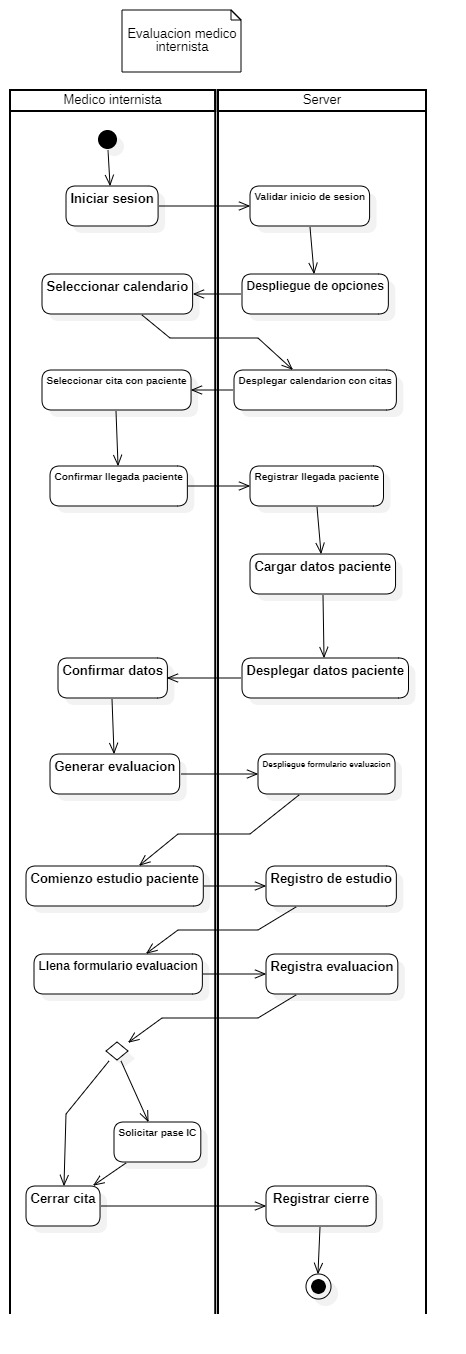 Evaluacion medico
internista
Medico internista
Server
Iniciar sesion
Validar inicio de sesion
Seleccionar calendario
Despliegue de opciones
Seleccionar cita con paciente
Desplegar calendarion con citas
Confirmar llegada paciente
Registrar llegada paciente
Cargar datos paciente
Confirmar datos
Desplegar datos paciente
Generar evaluacion
Despliegue formulario evaluacion
Comienzo estudio paciente
Registro de estudio
Llena formulario evaluacion
Registra evaluacion
Solicitar pase IC
Cerrar cita
Registrar cierre